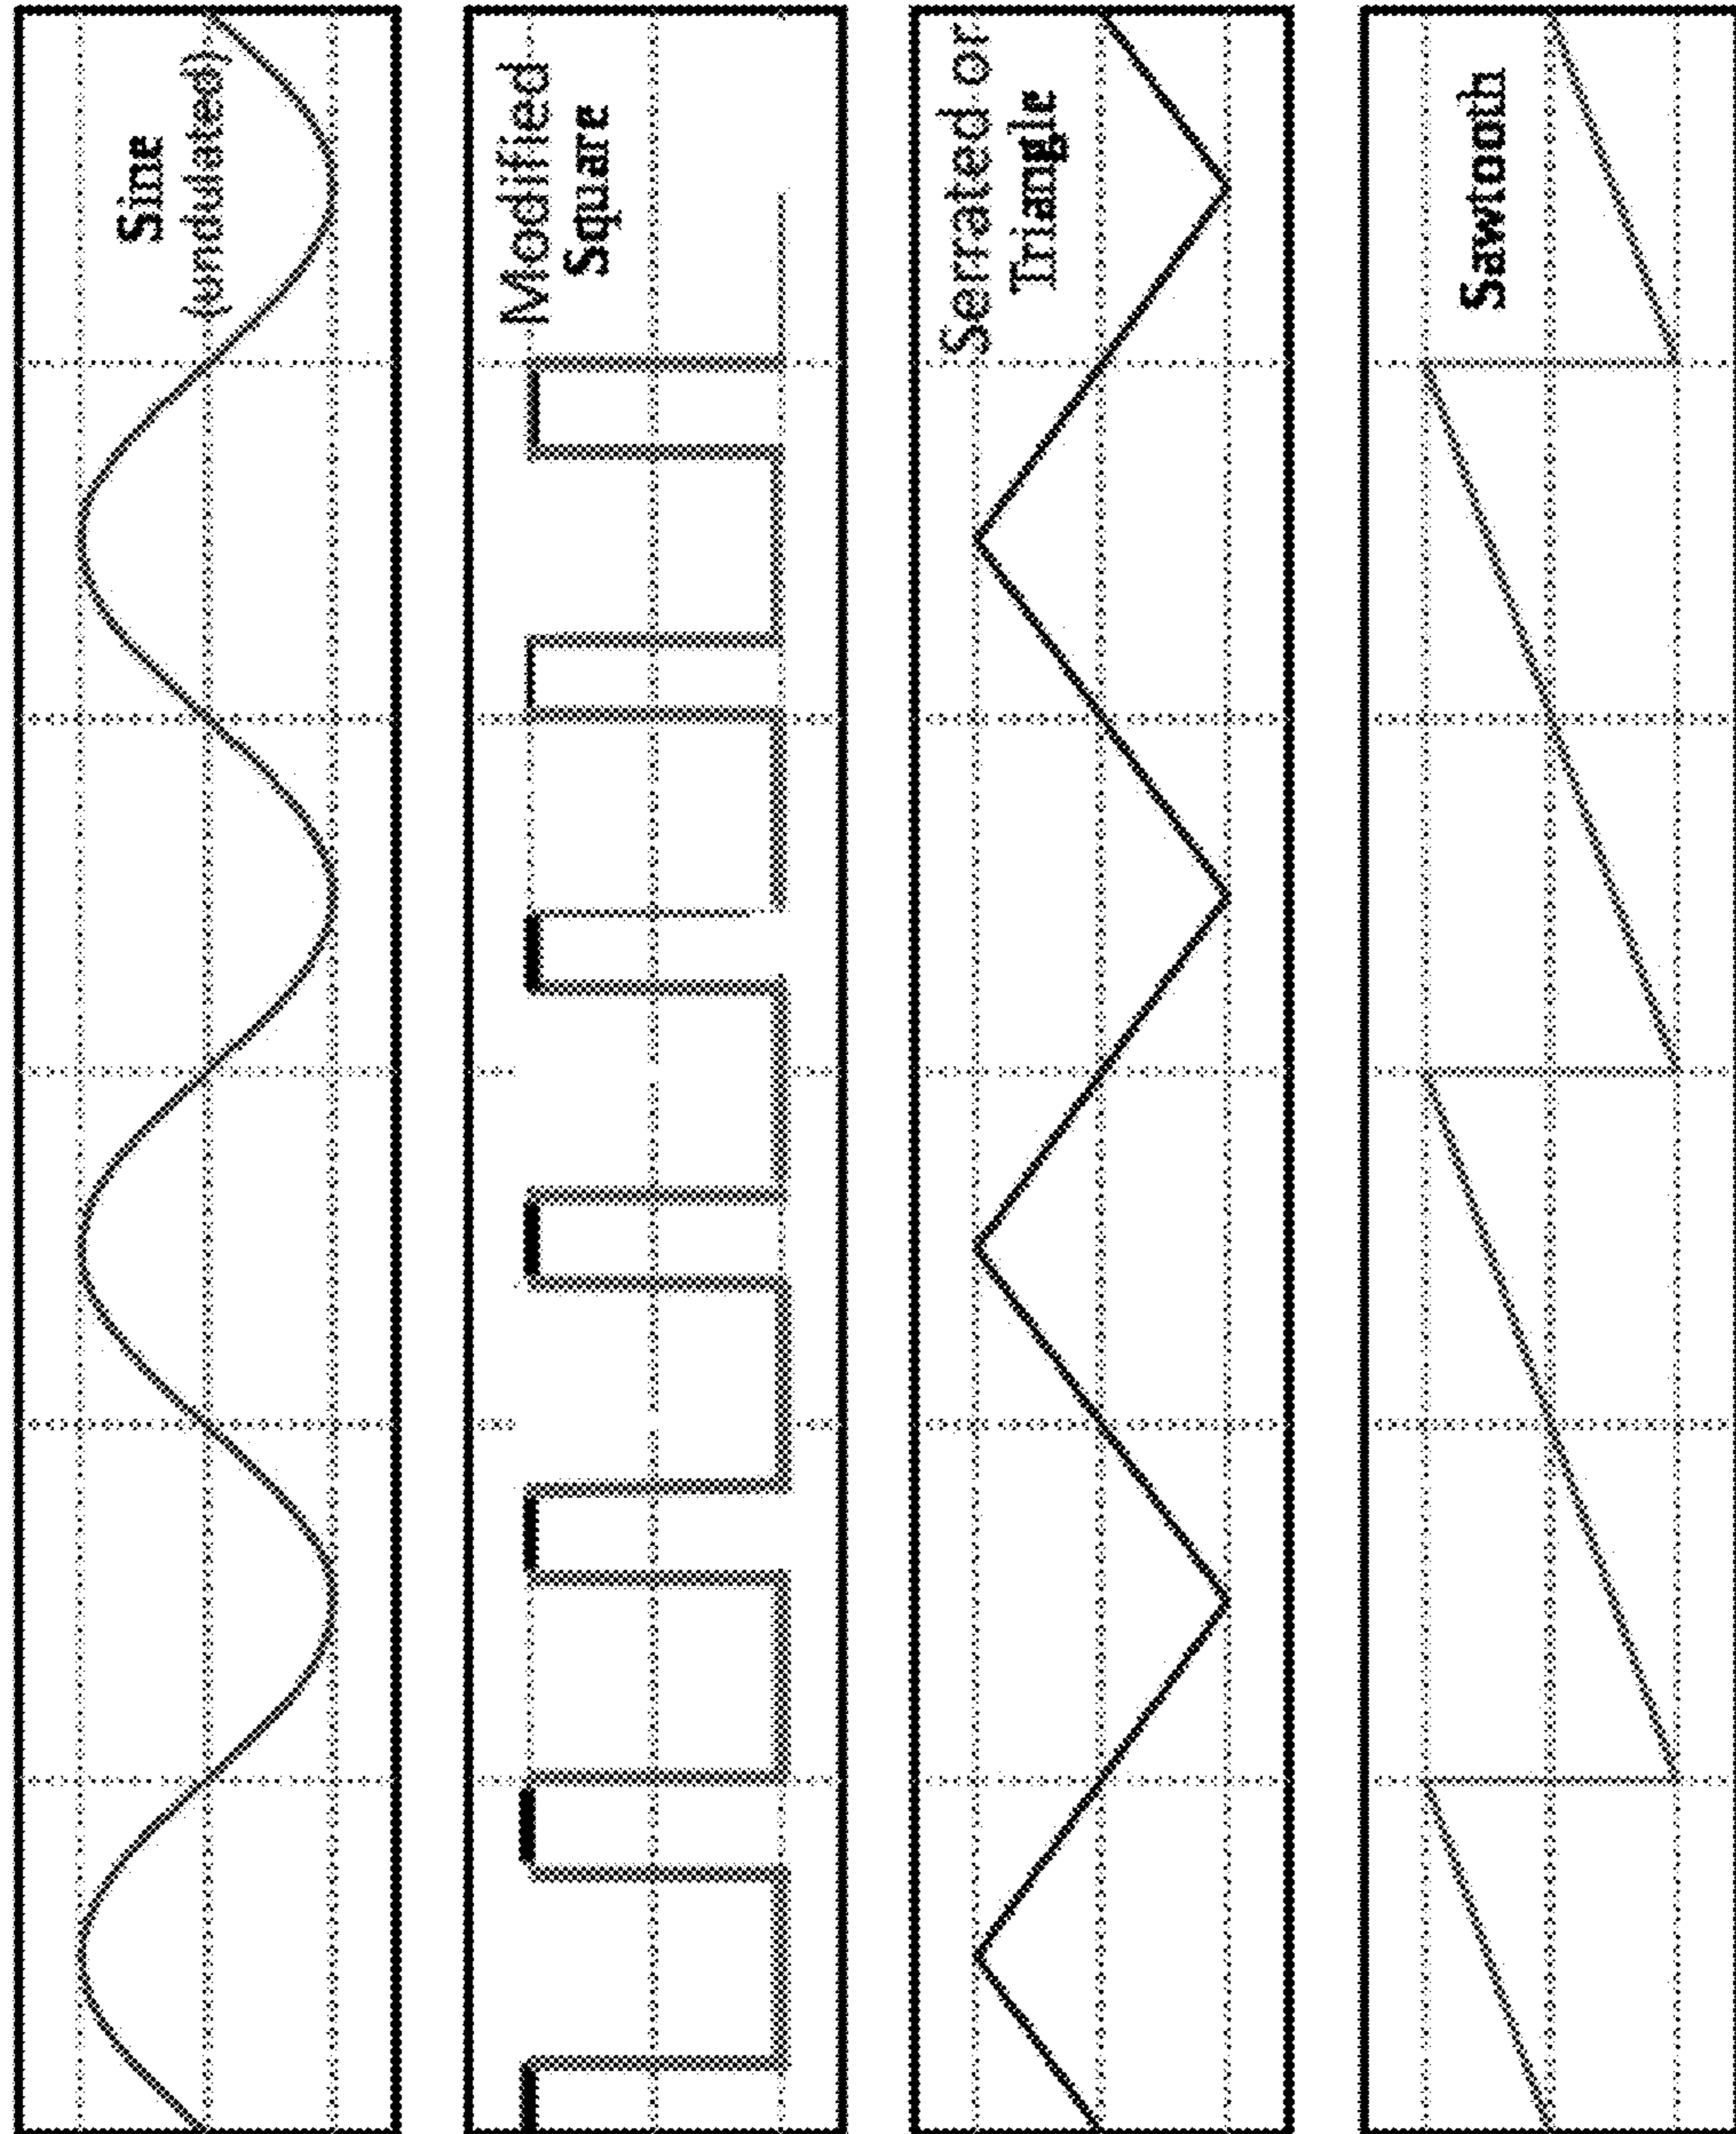 Sine
(undulated)
Modified
Square
Serrated or
Triangle
Sawtooth